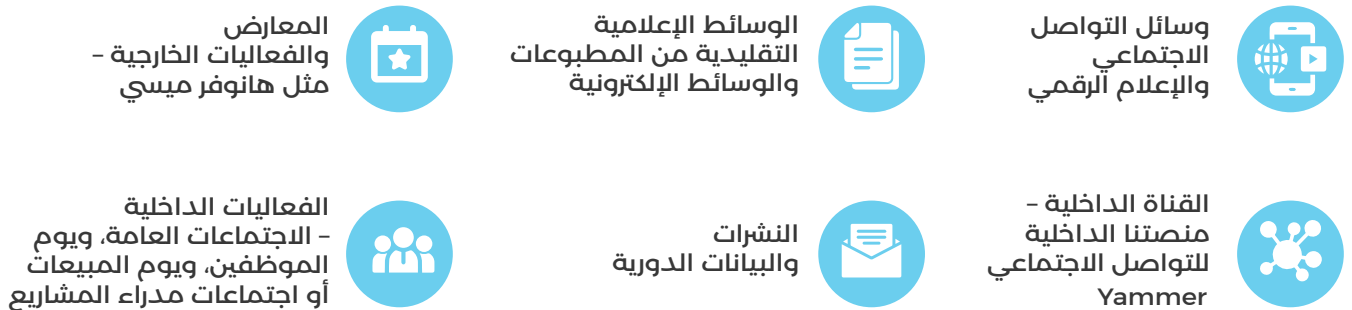 وسائل التواصل
الاجتماعي
والإعلام الرقمي
الوسائط الإعلامية
التقليدية من المطبوعات
والوسائط الإلكترونية
المعارض
والفعاليات الخارجية –
مثل هانوفر ميسي
القناة الداخلية –
منصتنا الداخلية
للتواصل الاجتماعي
Yammer
النشرات
والبيانات الدورية
الفعاليات الداخلية
– الاجتماعات العامة، ويوم
الموظفين، ويوم المبيعات
أو اجتماعات مدراء المشاريع